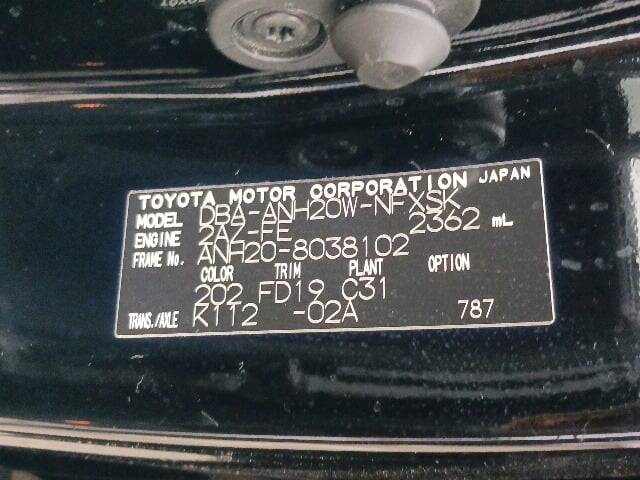 TOYOTA MOTOR CORPORATION JAPAN
MODEL DBA-ANH20W-NFXSK
ENGINE 2AZ-FE 2362 mL
FRAME No. ANH20-8038102
COLOR TRIM PLANT OPTION
202 FD19 C31
TRANS./AXLE K112 -02A 787